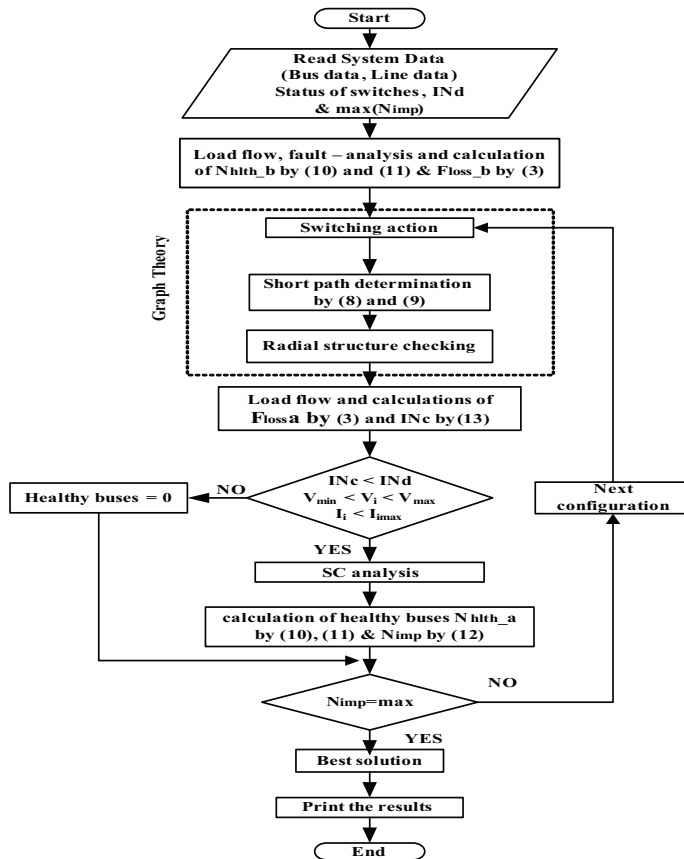 Start
Read System Data
(Bus data, Line data)
Status of switches, INd
& max(Nimp)
Load flow, fault – analysis and calculation
of Nhlth_b by (10) and (11) & Floss_b by (3)
Graph Theory
Switching action
Short path determination
by (8) and (9)
Radial structure checking
Load flow and calculations of
Flossa by (3) and INc by(13)
INc < INd
Vmin < Vi < Vmax
Ii < Iimax
NO
Healthy buses = 0
Next
configuration
YES
SC analysis
calculation of healthy buses Nhlth_a
by (10), (11) & Nimp by (12)
Nimp=max
NO
YES
Best solution
Print the results
End